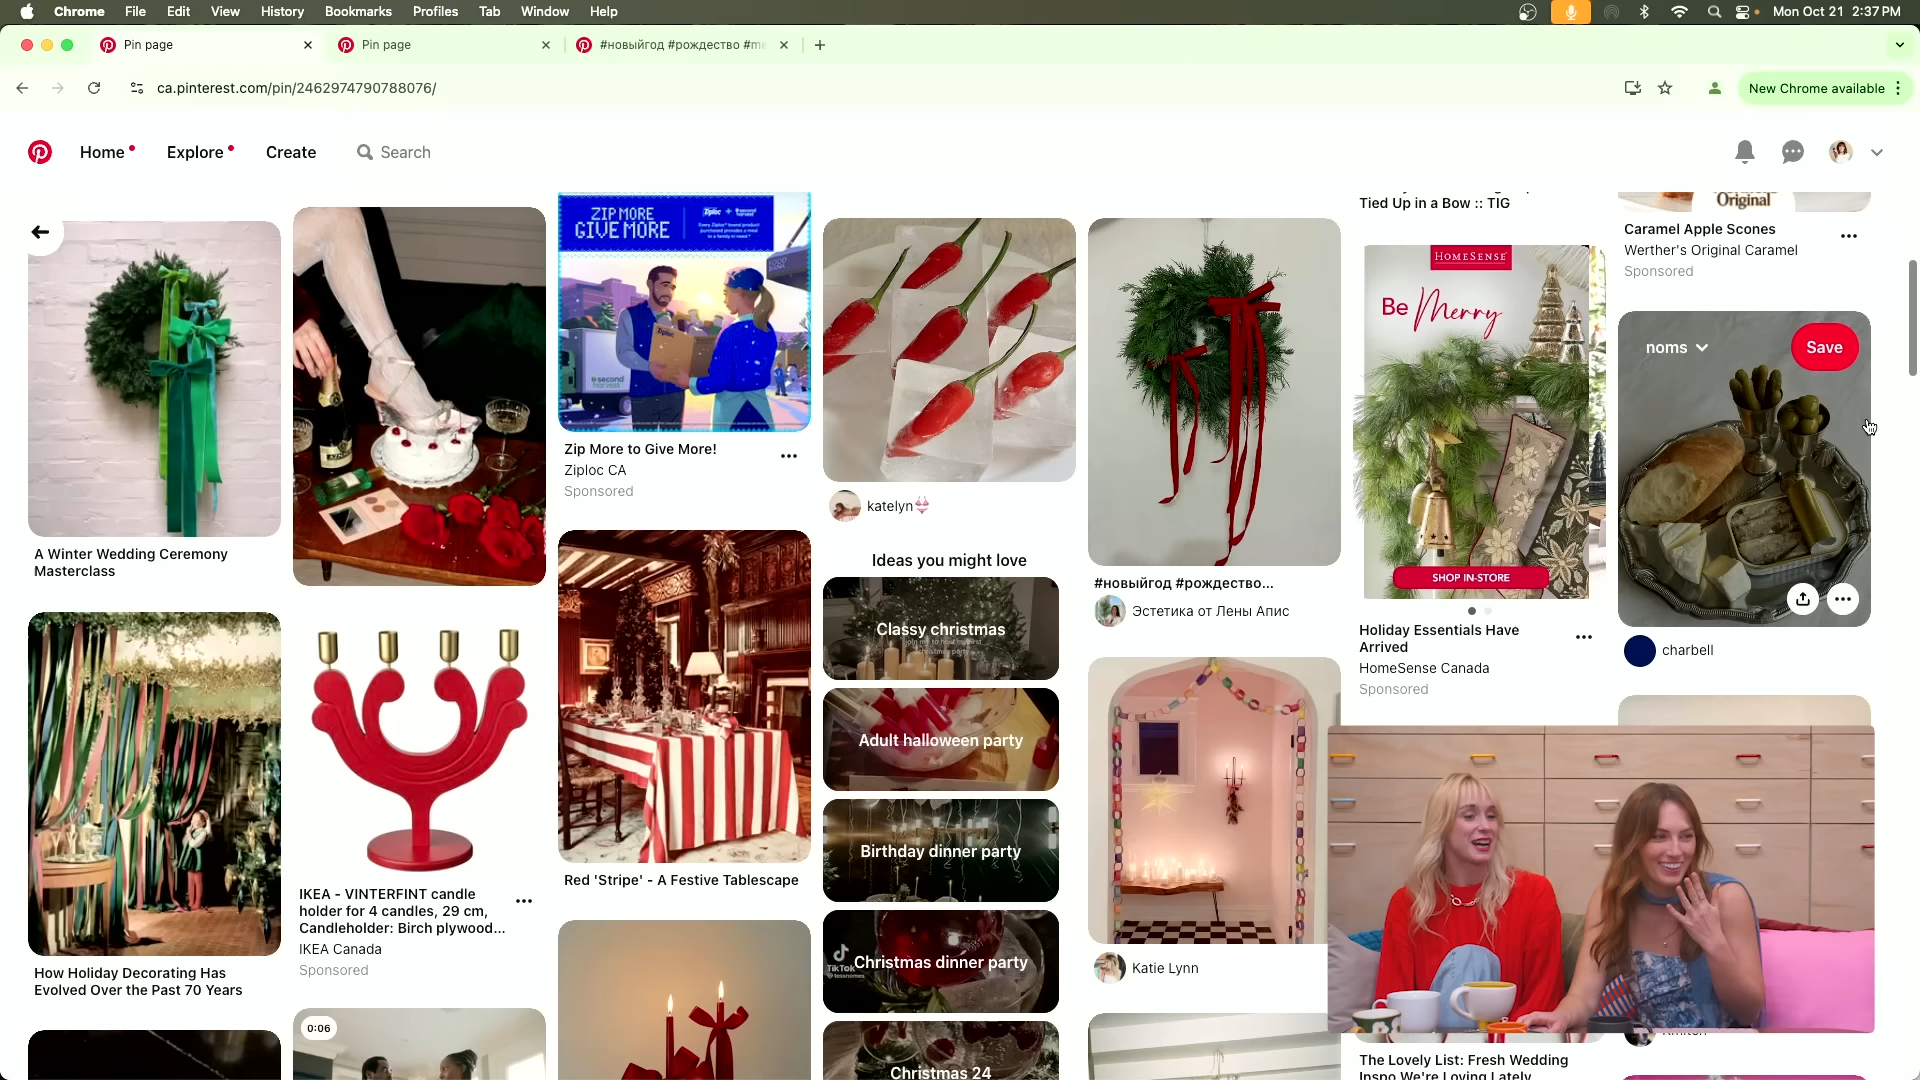 Chrome File Edit View History Bookmarks Profiles Tab Window Help
Mon Oct 21 2:37 PM
Pin page
Pin page
#новыйгод #рождество #me
ca.pinterest.com/pin/2462974790788076/
New Chrome available
Home Explore Create Search
A Winter Wedding Ceremony
Masterclass
How Holiday Decorating Has
Evolved Over the Past 70 Years
IKEA - VINTERFINT candle
holder for 4 candles, 29 cm,
Candleholder: Birch plywood...
IKEA Canada
Sponsored
0:06
ZIP MORE
GIVE MORE
Ziploc
second harvest
Zip More to Give More!
Ziploc CA
Sponsored
Red 'Stripe' - A Festive Tablescape
katelyn👙
Ideas you might love
Classy christmas
Adult halloween party
Birthday dinner party
TikTok
Christmas dinner party
Christmas 24
#новыйгод #рождество...
Эстетика от Лены Апис
Katie Lynn
Tied Up in a Bow :: TIG
HOMESENSE
Be Merry
SHOP IN-STORE
Holiday Essentials Have
Arrived
HomeSense Canada
Sponsored
The Lovely List: Fresh Wedding
Inspo We're Loving Lately
Original
Caramel Apple Scones
Werther's Original Caramel
Sponsored
noms
Save
charbell